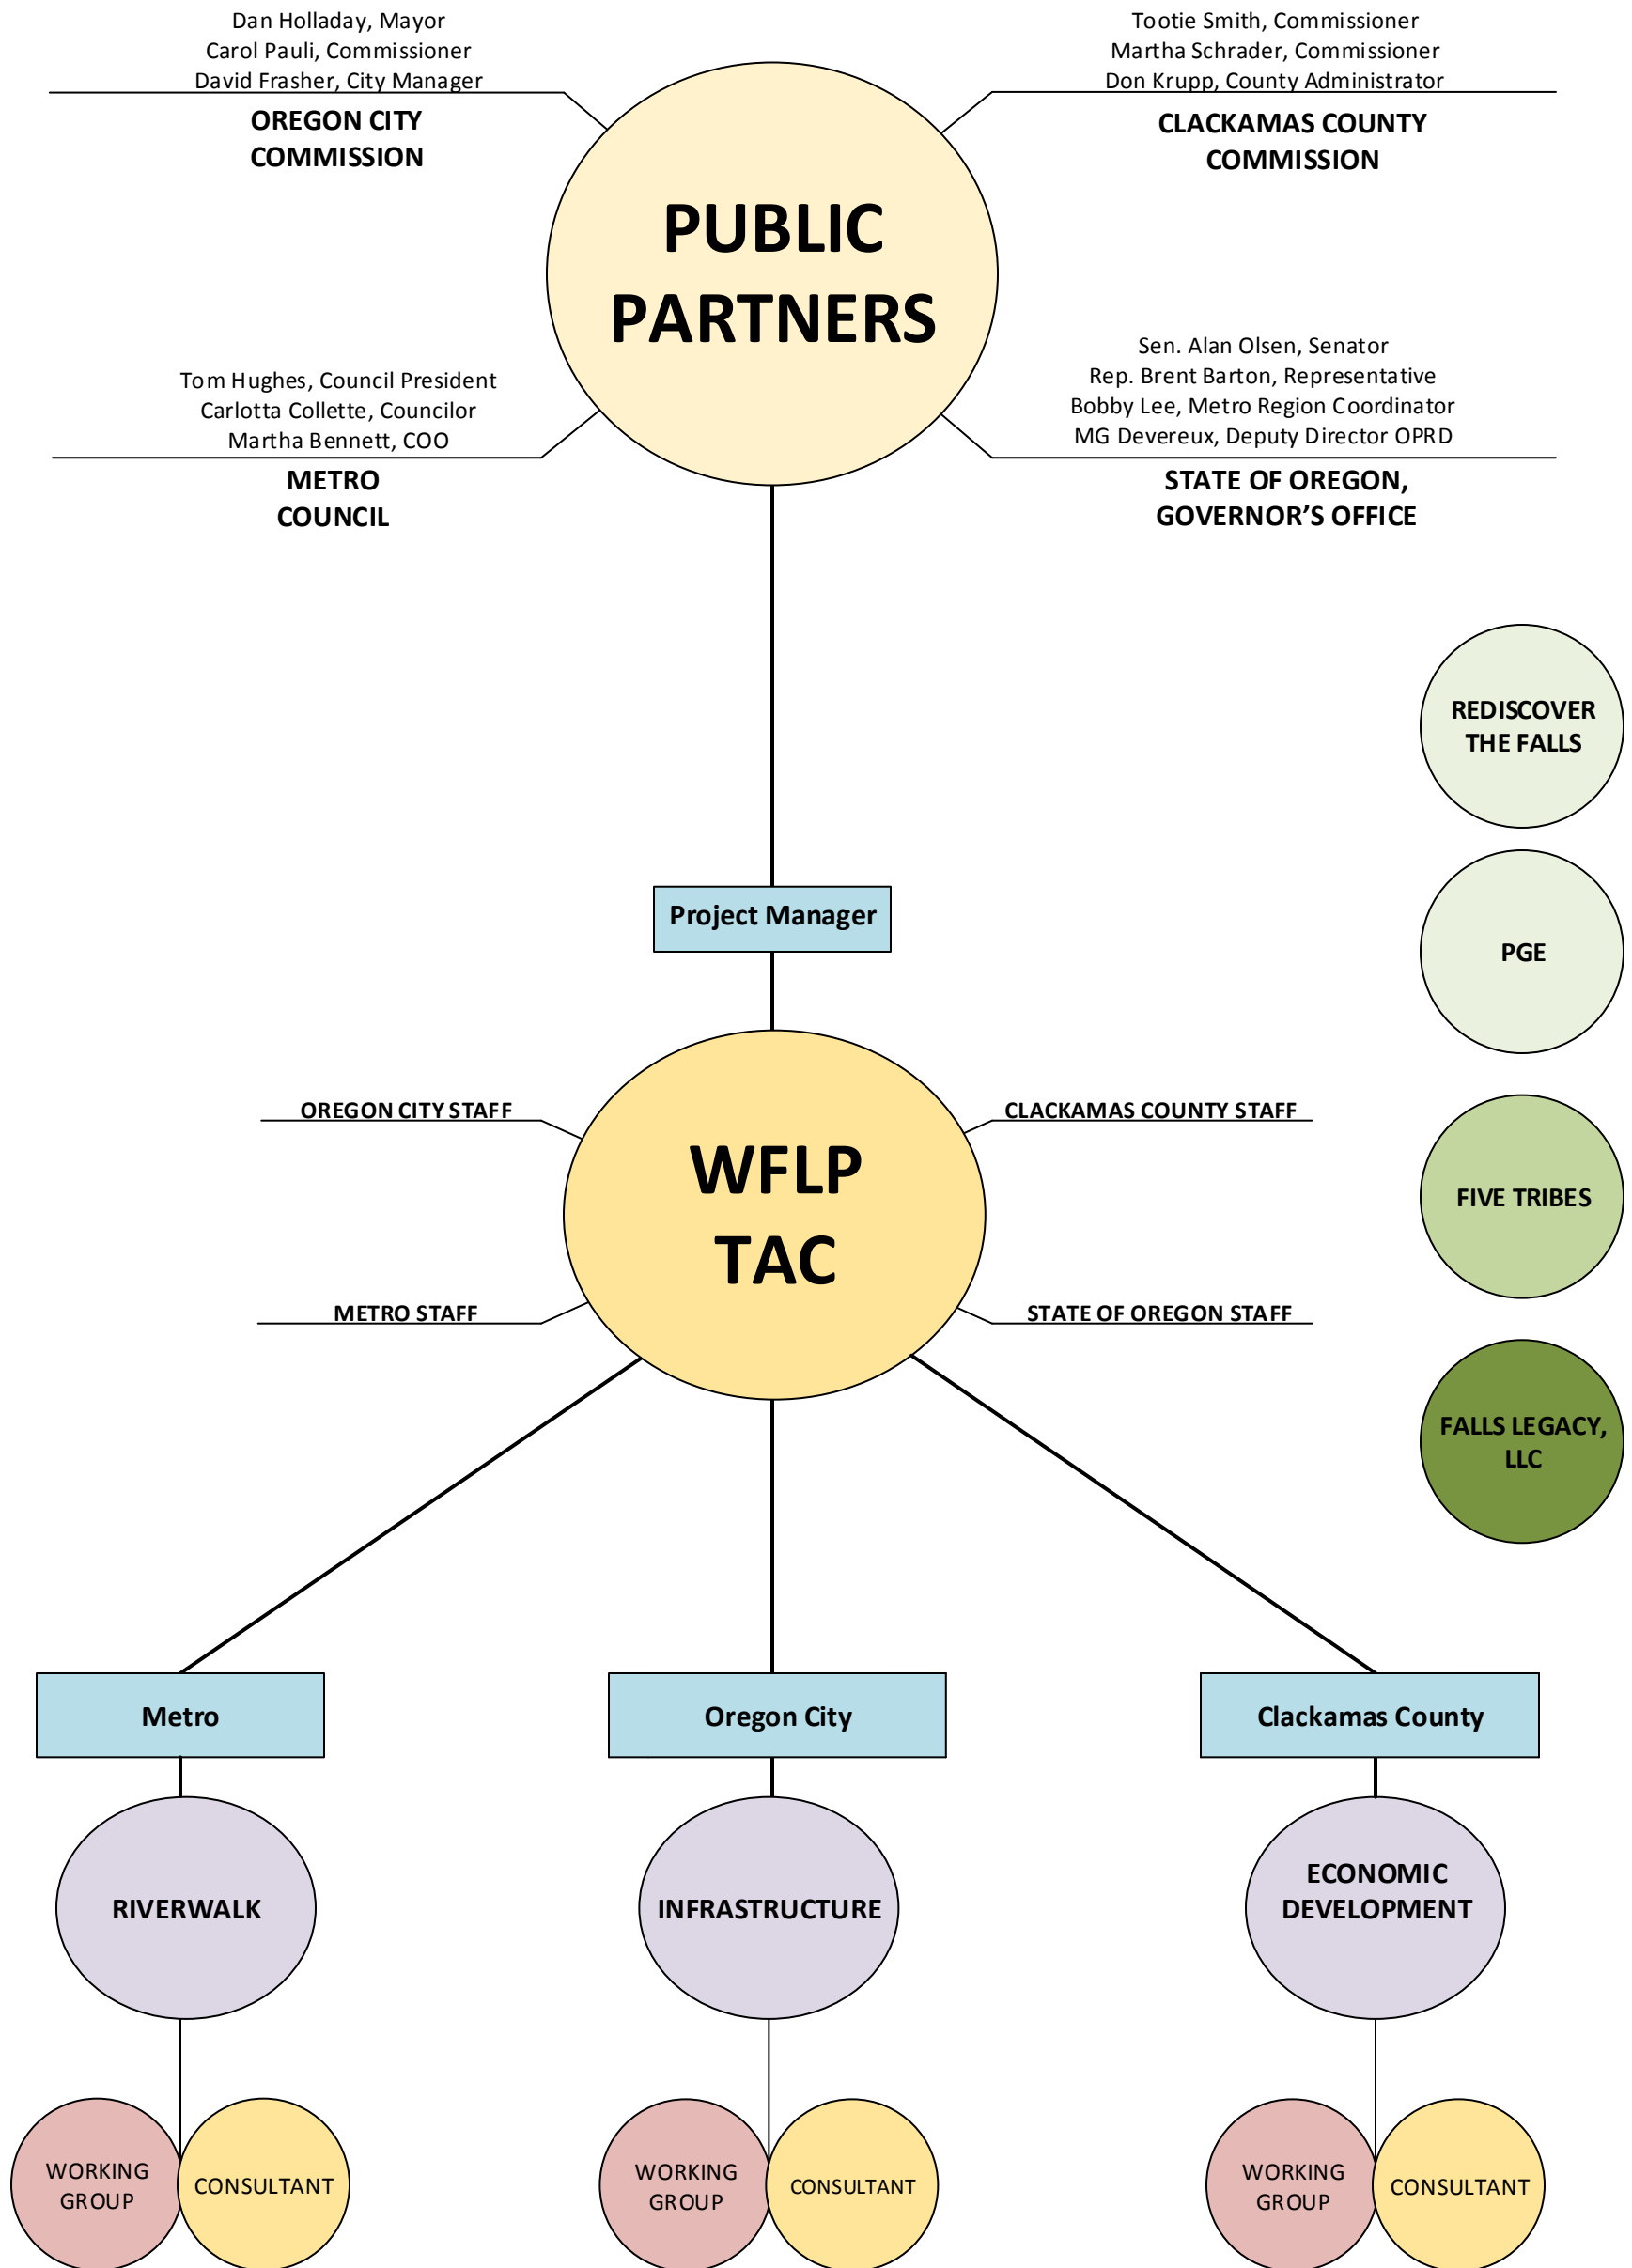 Dan Holladay, Mayor
Carol Pauli, Commissioner
David Frasher, City Manager
OREGON CITY
COMMISSION
Tootie Smith, Commissioner
Martha Schrader, Commissioner
Don Krupp, County Administrator
CLACKAMAS COUNTY
COMMISSION
PUBLIC
PARTNERS
Tom Hughes, Council President
Carlotta Collette, Councilor
Martha Bennett, COO
METRO
COUNCIL
Sen. Alan Olsen, Senator
Rep. Brent Barton, Representative
Bobby Lee, Metro Region Coordinator
MG Devereux, Deputy Director OPRD
STATE OF OREGON,
GOVERNOR’S OFFICE
REDISCOVER
THE FALLS
Project Manager
PGE
OREGON CITY STAFF
CLACKAMAS COUNTY STAFF
WFLP
TAC
FIVE TRIBES
METRO STAFF
STATE OF OREGON STAFF
FALLS LEGACY,
LLC
Metro
Oregon City
Clackamas County
RIVERWALK
INFRASTRUCTURE
ECONOMIC
DEVELOPMENT
WORKING
GROUP
CONSULTANT
WORKING
GROUP
CONSULTANT
WORKING
GROUP
CONSULTANT